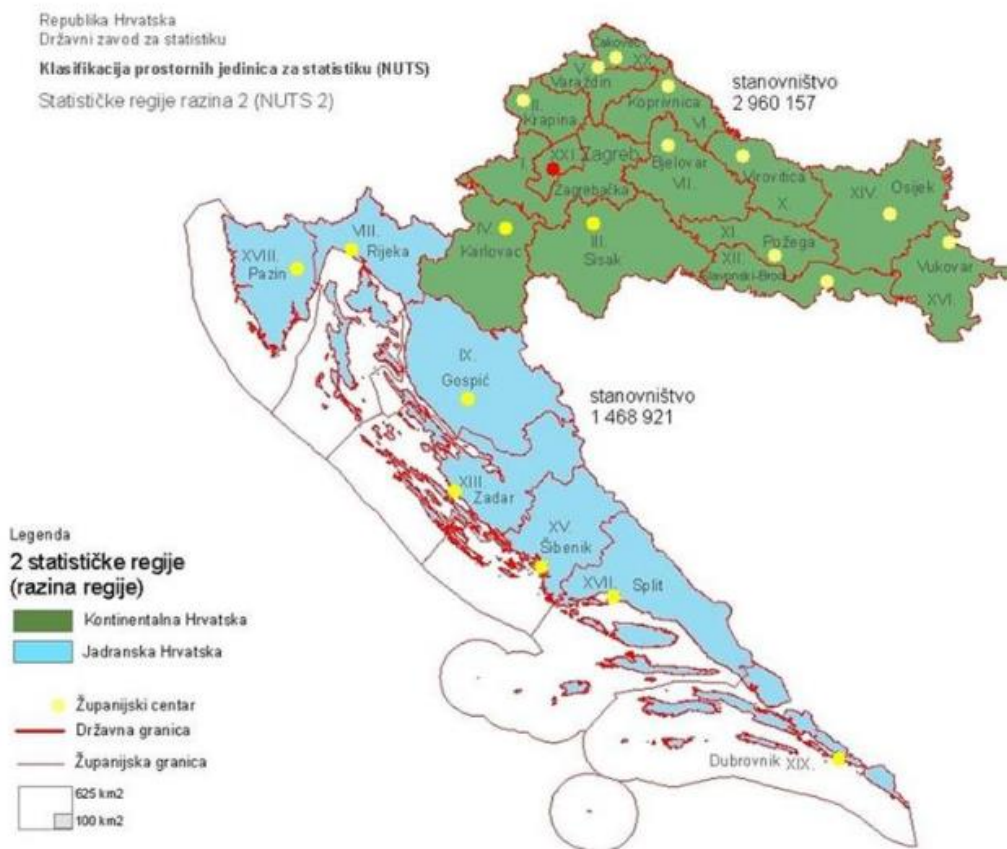 Republika Hrvatska
Državni zavod za statistiku
Klasifikacija prostornih jedinica za statistiku (NUTS)
Statističke regije razina 2 (NUTS 2)
stanovništvo
2 960 157
Čakovec
XX.
V.
Varaždin
Koprivnica
II.
Krapina
VI.
XXI. Zagreb
I.
Bjelovar
VII.
Virovitica
X.
XIV.
Osijek
Zagrebačka
VIII.
Rijeka
IV.
Karlovac
III.
Sisak
XI.
Požega
XII.
Slavonski-Brod
Vukovar
XVI.
XVIII.
Pazin
IX.
Gospić
stanovništvo
1 468 921
XIII.
Zadar
XV.
Šibenik
XVII.
Split
Dubrovnik XIX.
Legenda
2 statističke regije
(razina regije)
Kontinentalna Hrvatska
Jadranska Hrvatska
Županijski centar
Državna granica
Županijska granica
625 km2
100 km2